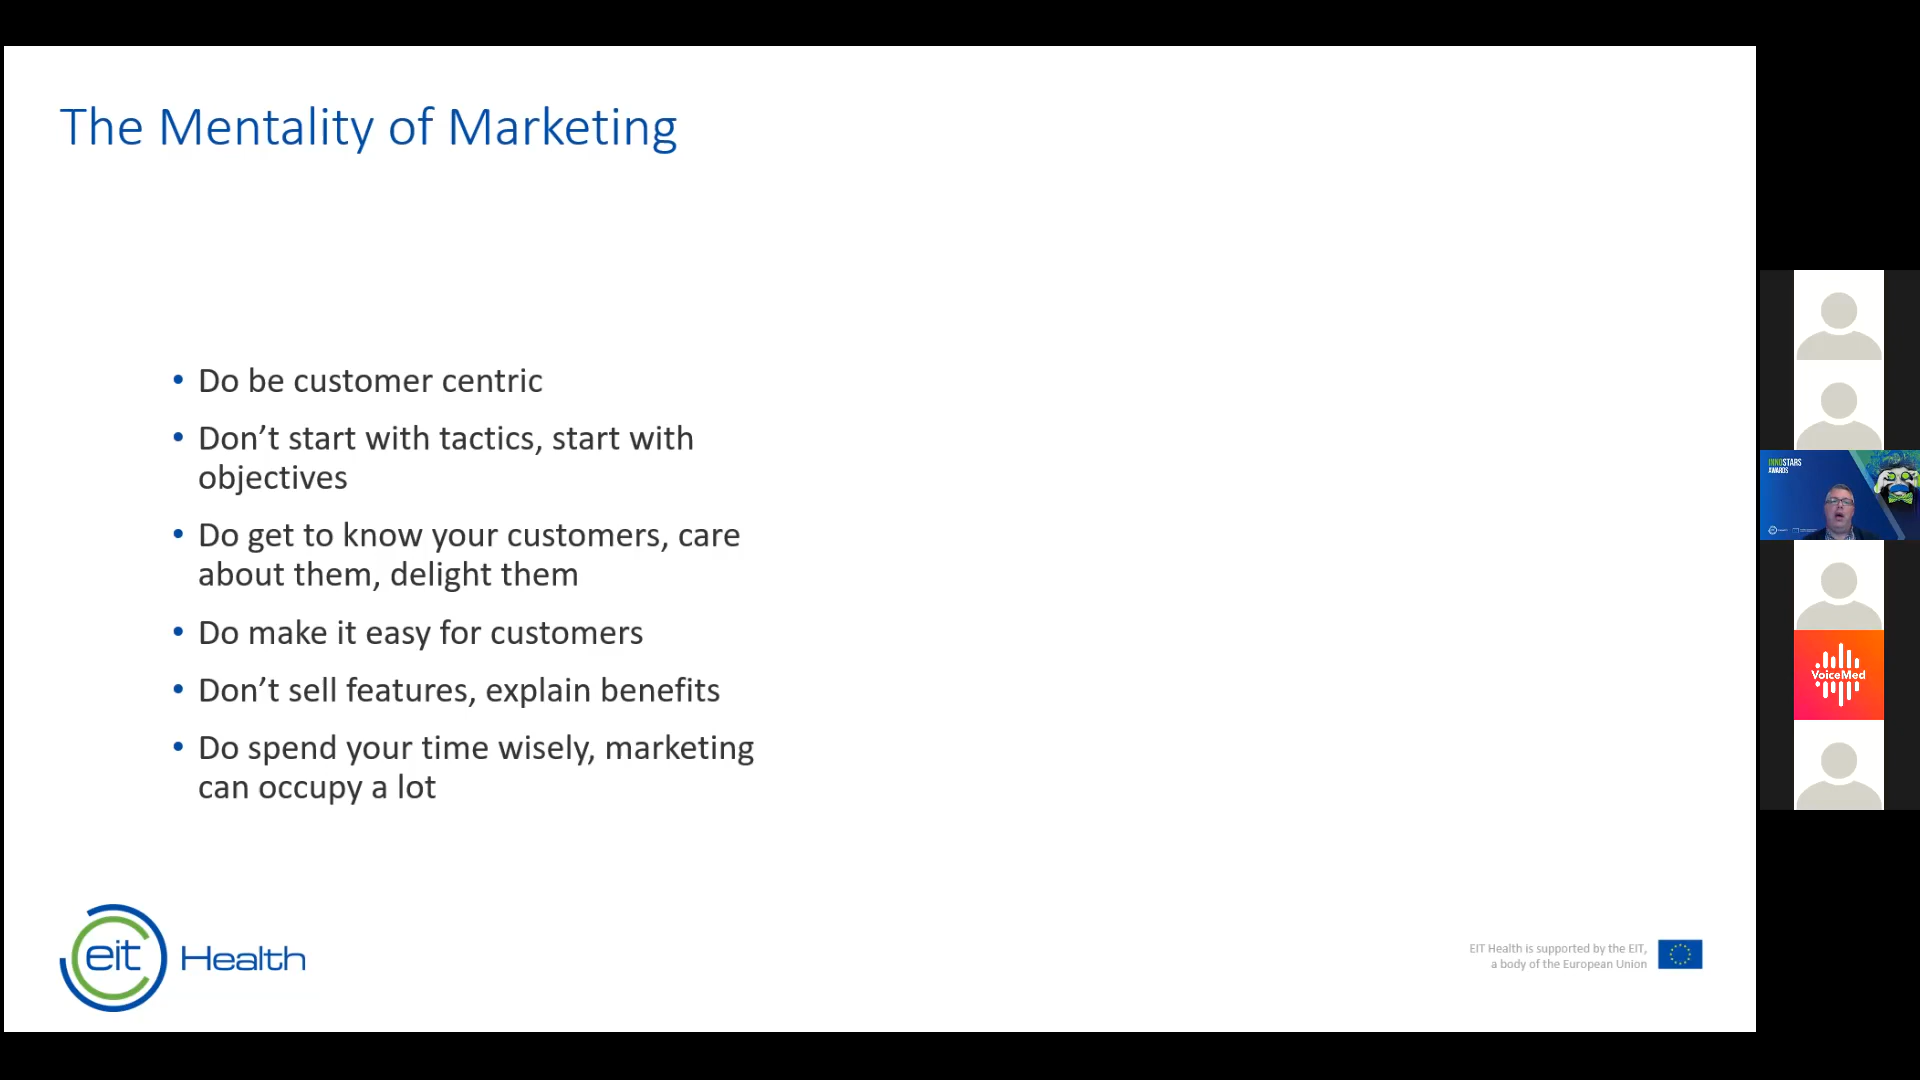 The Mentality of Marketing
• Do be customer centric
• Don’t start with tactics, start with
objectives
• Do get to know your customers, care
about them, delight them
• Do make it easy for customers
• Don’t sell features, explain benefits
• Do spend your time wisely, marketing
can occupy a lot
eit Health
EIT Health is supported by the EIT,
a body of the European Union
INNOSTARS
AWARDS
VoiceMed